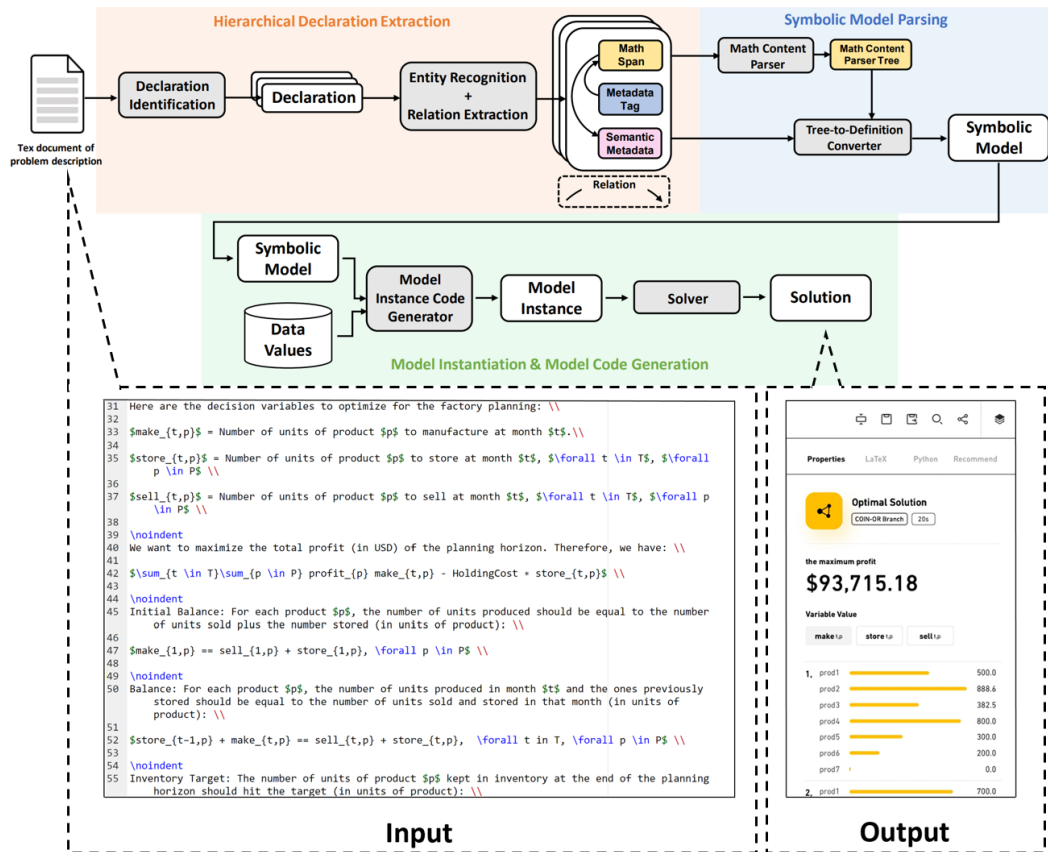 Hierarchical Declaration Extraction
Symbolic Model Parsing
Tex document of
problem description
Declaration
Identification
Declaration
Entity Recognition
+
Relation Extraction
Math
Span
Metadata
Tag
Semantic
Metadata
Relation
Math Content
Parser
Math Content
Parser Tree
Tree-to-Definition
Converter
Symbolic
Model
Symbolic
Model
Data
Values
Model
Instance Code
Generator
Model
Instance
Solver
Solution
Model Instantiation & Model Code Generation
31 Here are the decision variables to optimize for the factory planning: \\
32
33 $make_{t,p}$ = Number of units of product $p$ to manufacture at month $t$.\\
34
35 $store_{t,p}$ = Number of units of product $p$ to store at month $t$, $\forall t \in T$, $\forall
p \in P$ \\
36
37 $sell_{t,p}$ = Number of units of product $p$ to sell at month $t$, $\forall t \in T$, $\forall p
\in P$ \\
38
39 \noindent
40 We want to maximize the total profit (in USD) of the planning horizon. Therefore, we have: \\
41
42 $\sum_{t \in T}\sum_{p \in P} profit_{p} make_{t,p} - HoldingCost * store_{t,p}$ \\
43
44 \noindent
45 Initial Balance: For each product $p$, the number of units produced should be equal to the number
of units sold plus the number stored (in units of product): \\
46
47 $make_{1,p} == sell_{1,p} + store_{1,p}, \forall p \in P$ \\
48
49 \noindent
50 Balance: For each product $p$, the number of units produced in month $t$ and the ones previously
stored should be equal to the number of units sold and stored in that month (in units of
product): \\
51
52 $store_{t-1,p} + make_{t,p} == sell_{t,p} + store_{t,p}, \forall t in T, \forall p \in P$ \\
53
54 \noindent
55 Inventory Target: The number of units of product $p$ kept in inventory at the end of the planning
horizon should hit the target (in units of product): \\
Input
Properties LaTeX Python Recommend
Optimal Solution
COIN-OR Branch 20s
the maximum profit
$93,715.18
Variable Value
make t,p store t,p sell t,p
1, prod1 500.0
prod2 888.6
prod3 382.5
prod4 800.0
prod5 300.0
prod6 200.0
prod7 0.0
2, prod1 700.0
Output